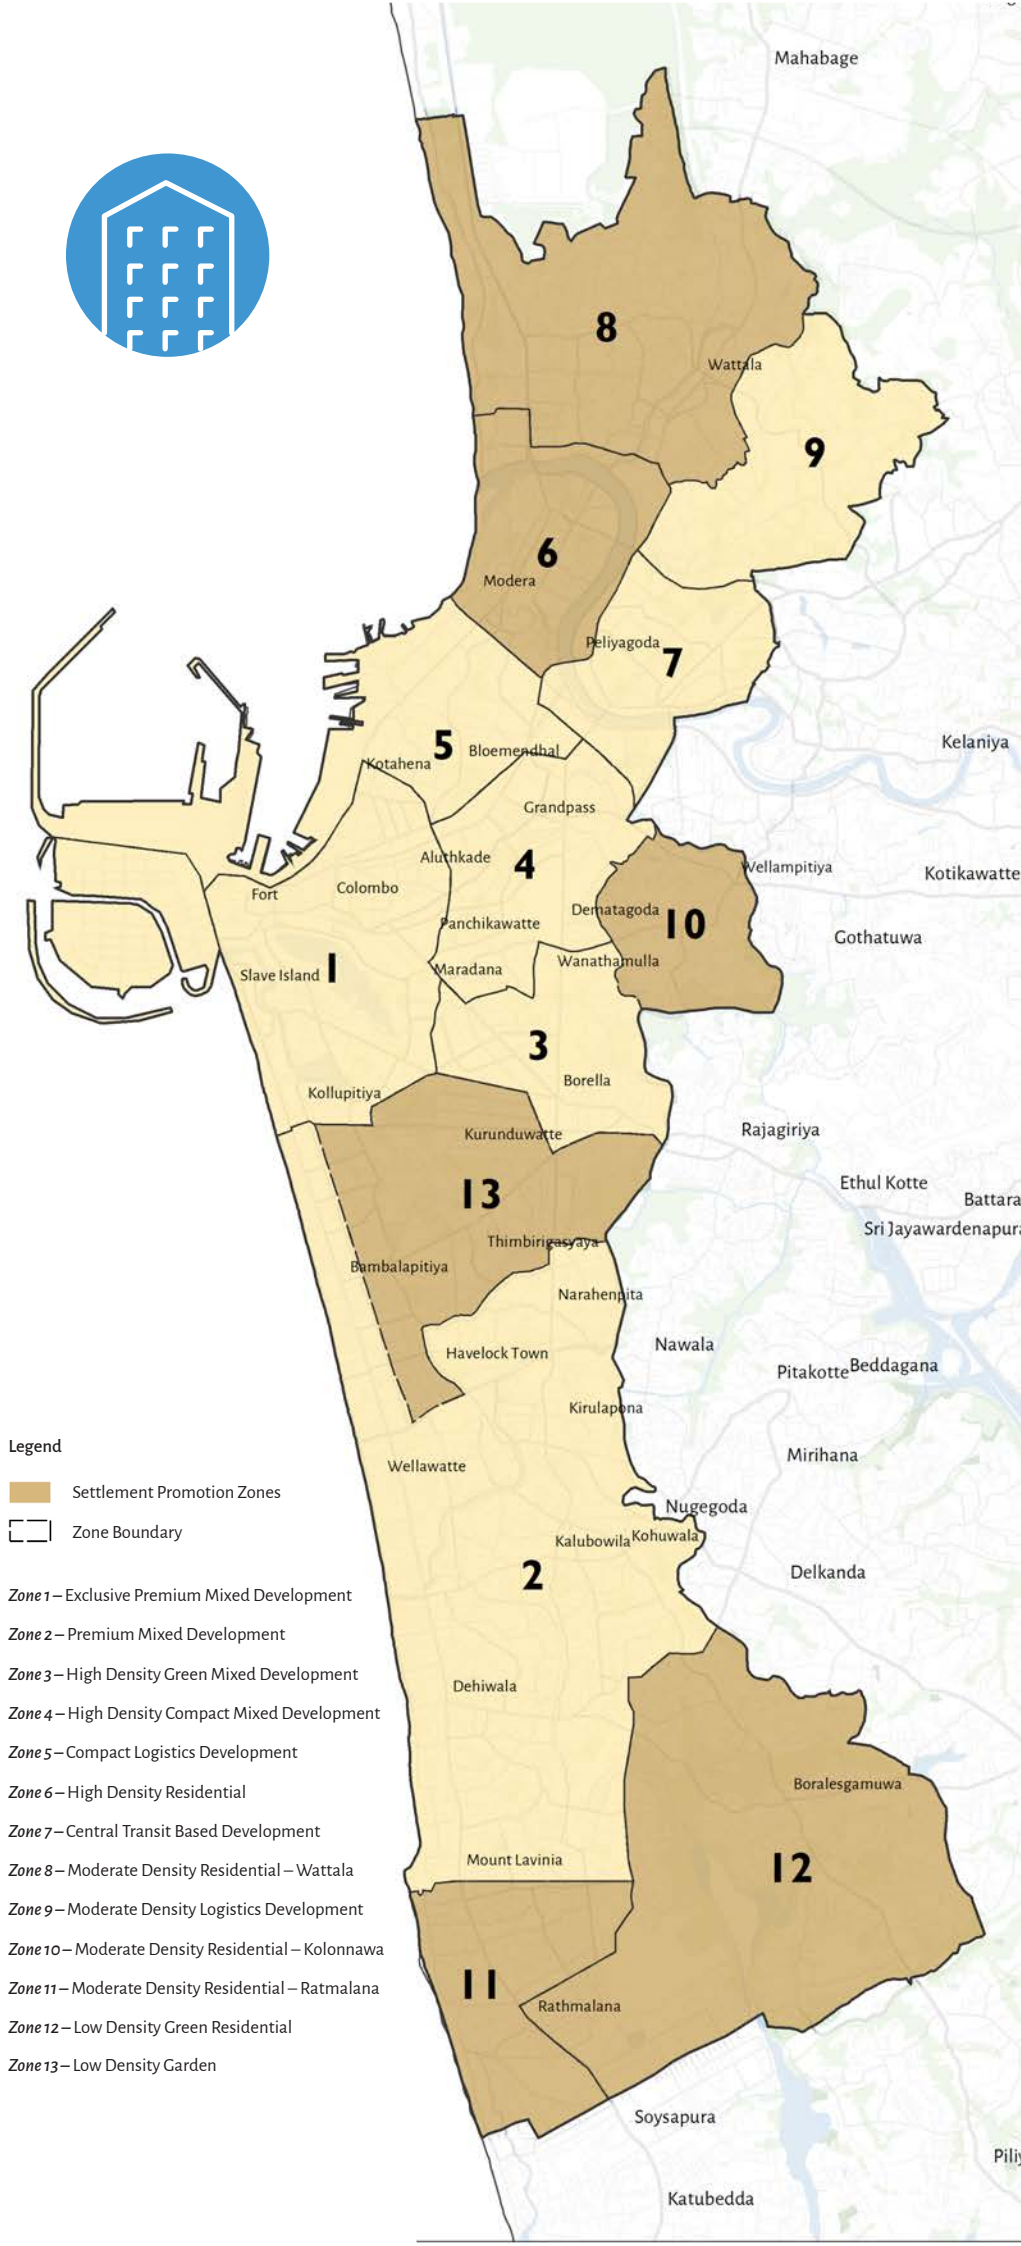 Mahabage
8
Wattala
9
6
Modera
Peliyagoda
7
5
Bloemendhal
Kotahena
Kelaniya
Grandpass
Aluthkade
4
Wellampitiya
Kotikawatte
Fort
Colombo
Dematagoda
10
Panchikawatte
Gothatuwa
Slave Island
1
Maradana
Wanathamulla
3
Borella
Kollupitiya
Kurunduwatte
Rajagiriya
13
Ethul Kotte
Battara
Sri Jayawardenapura
Thimbirigasyaya
Bambalapitiya
Narahenpita
Havelock Town
Nawala
Pitakotte
Beddagana
Kirulapona
Legend
Settlement Promotion Zones
Zone Boundary
Wellawatte
Mirihana
Nugegoda
Kalubowila
Kohuwala
2
Delkanda
Zone 1 – Exclusive Premium Mixed Development
Zone 2 – Premium Mixed Development
Zone 3 – High Density Green Mixed Development
Zone 4 – High Density Compact Mixed Development
Zone 5 – Compact Logistics Development
Zone 6 – High Density Residential
Zone 7 – Central Transit Based Development
Zone 8 – Moderate Density Residential – Wattala
Zone 9 – Moderate Density Logistics Development
Zone 10 – Moderate Density Residential – Kolonnawa
Zone 11 – Moderate Density Residential – Ratmalana
Zone 12 – Low Density Green Residential
Zone 13 – Low Density Garden
Dehiwala
Boralesgamuwa
Mount Lavinia
12
11
Rathmalana
Soysapura
Piliy
Katubedda